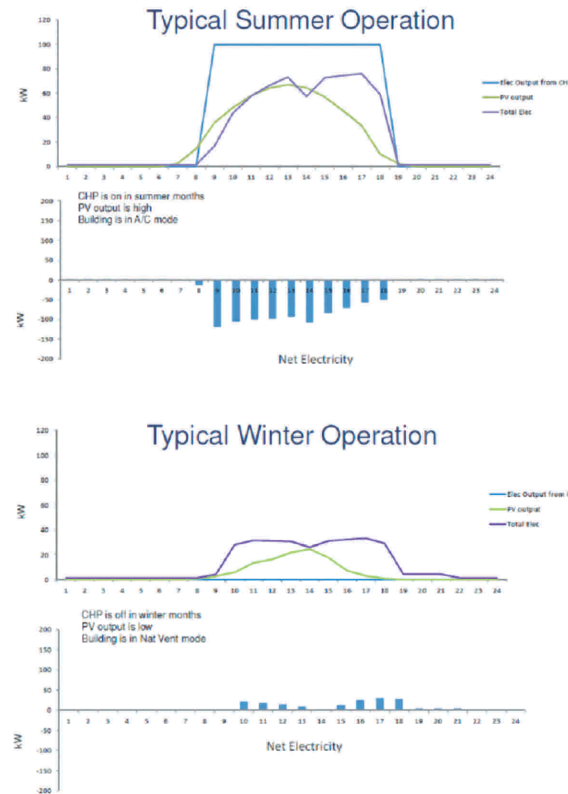 Typical Summer Operation
120
100
80
60
40
20
0
kW
1 2 3 4 5 6 7 8 9 10 11 12 13 14 15 16 17 18 19 20 21 22 23 24
Elec Output from CH
PV output
Total Elec
CHP is on in summer months
PV output is high
Building is in A/C mode
200
150
100
50
0
-50
-100
-150
-200
kW
1 2 3 4 5 6 7 8 9 10 11 12 13 14 15 16 17 18 19 20 21 22 23 24
Net Electricity
Typical Winter Operation
120
100
80
60
40
20
0
kW
1 2 3 4 5 6 7 8 9 10 11 12 13 14 15 16 17 18 19 20 21 22 23 24
Elec Output from
PV output
Total Elec
CHP is off in winter months
PV output is low
Building is in Nat Vent mode
200
150
100
50
0
-50
-100
-150
-200
kW
1 2 3 4 5 6 7 8 9 10 11 12 13 14 15 16 17 18 19 20 21 22 23 24
Net Electricity